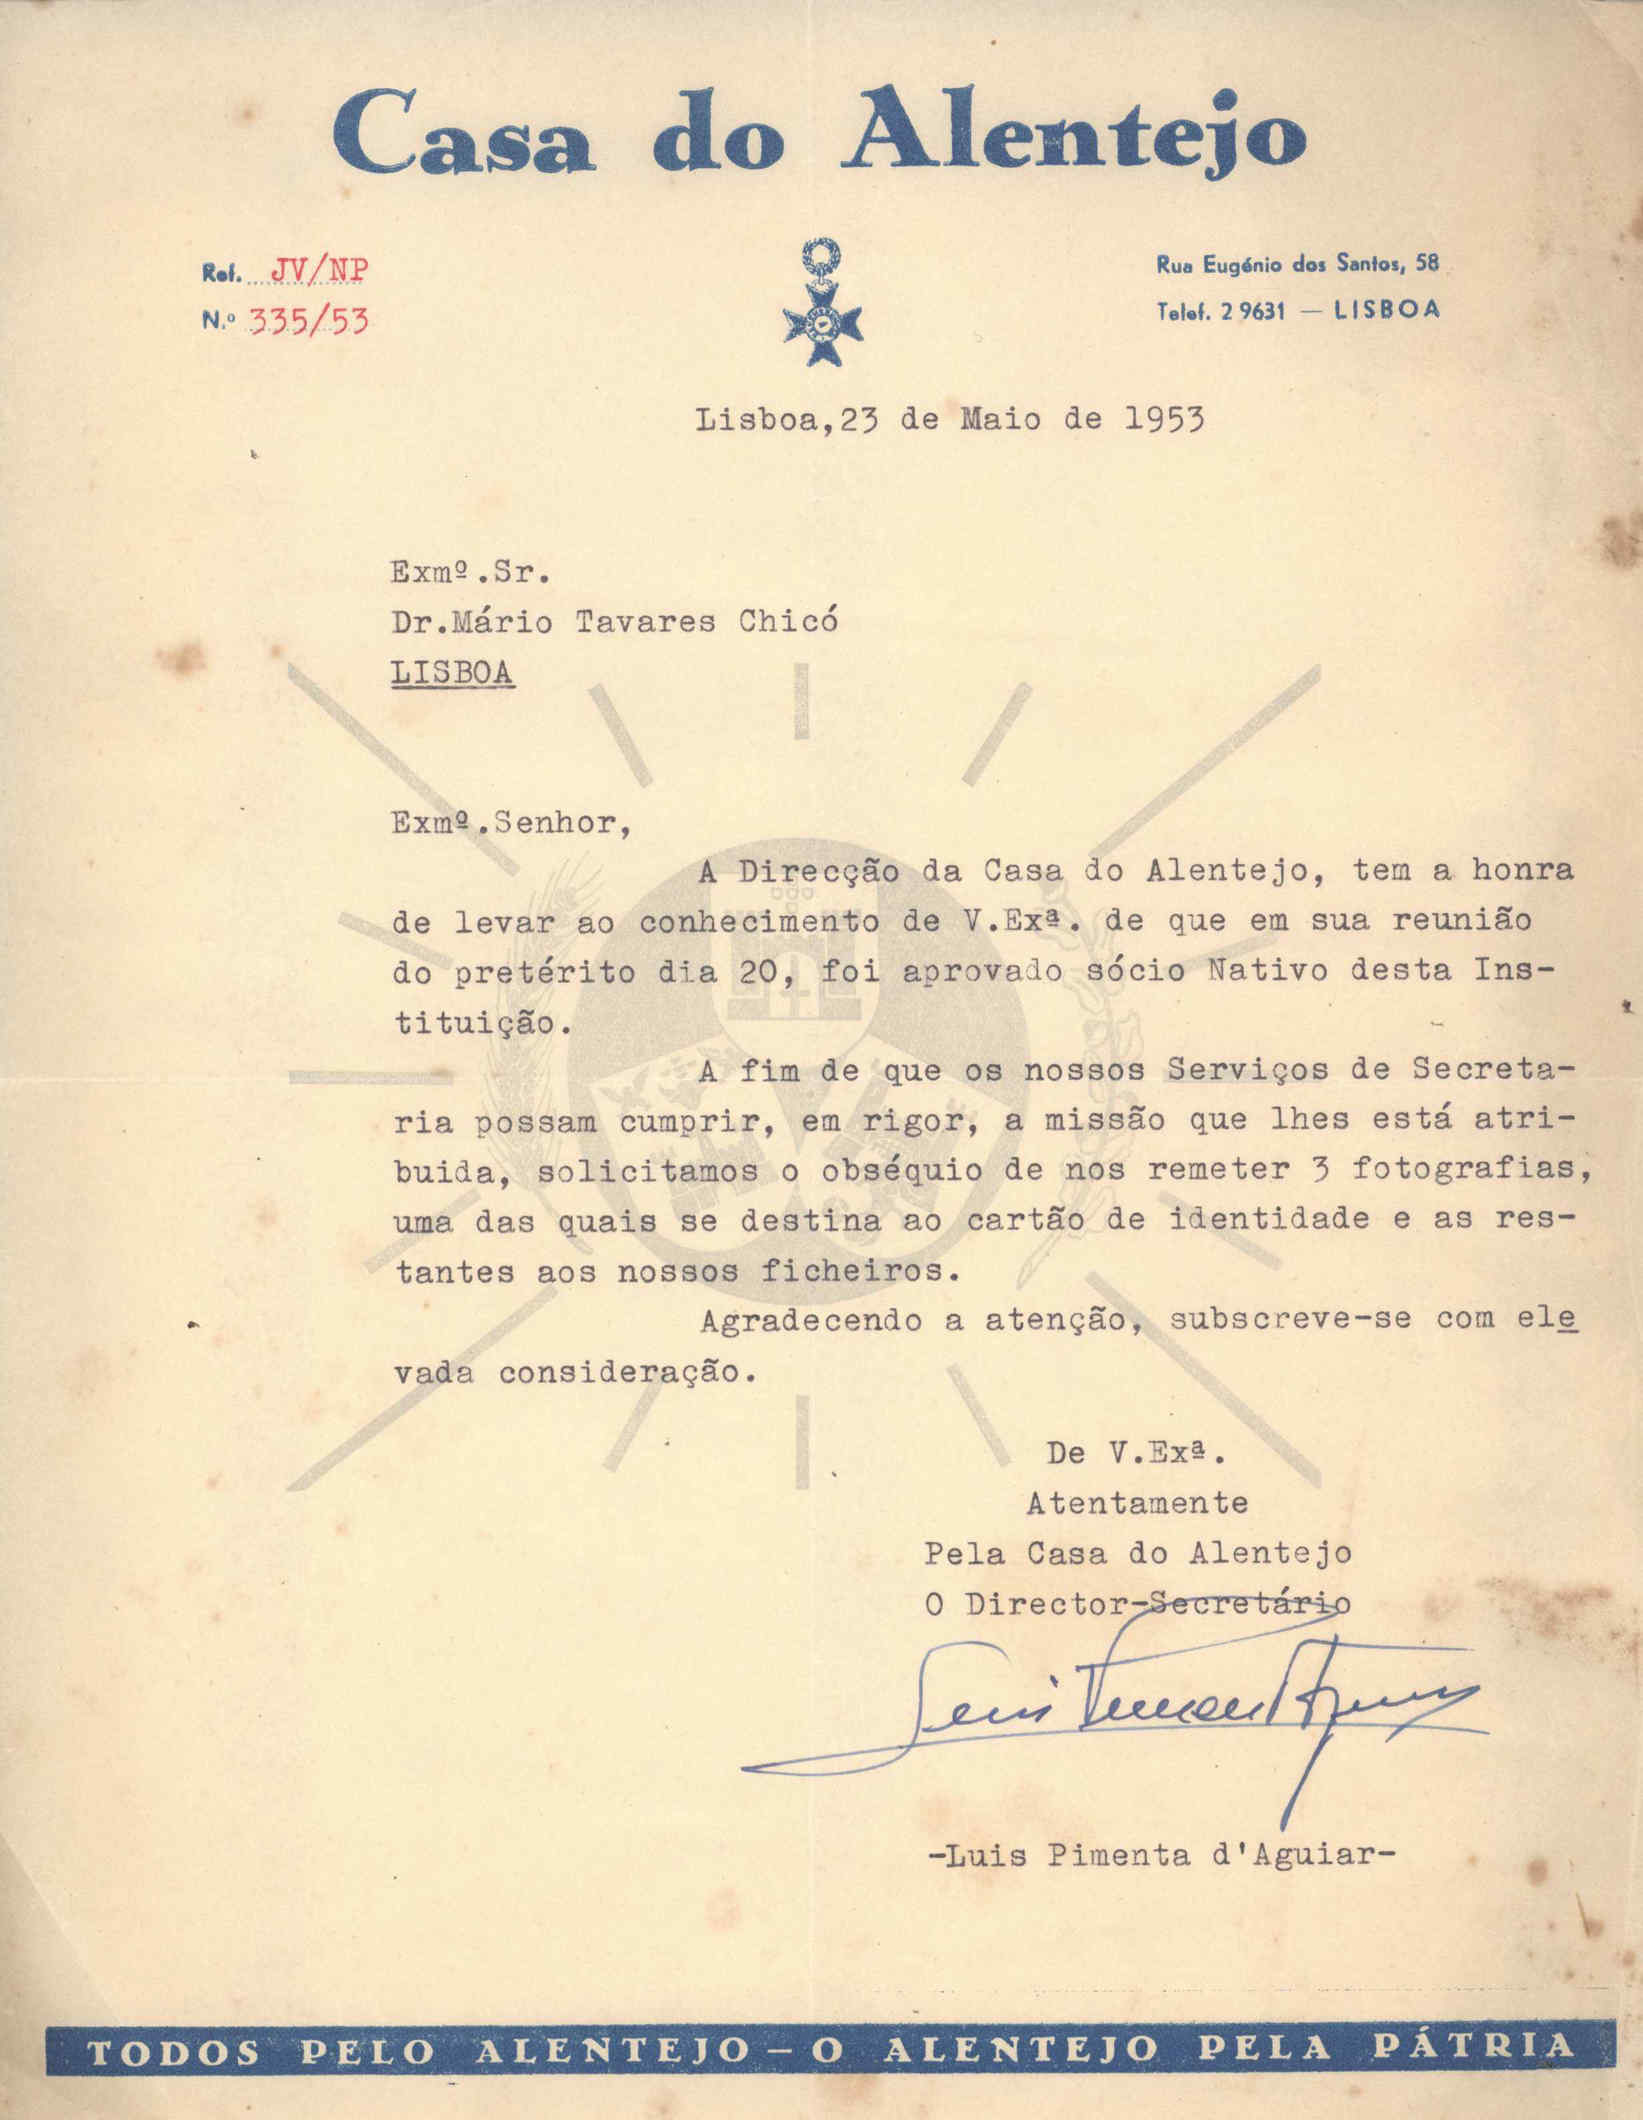 Casa do Alentejo
Ref. JV/NP
N.º 335/53
Rua Eugénio dos Santos, 58
Telef. 2 9631 — LISBOA
Lisboa,23 de Maio de 1953
Exmº.Sr.
Dr.Mário Tavares Chicó
LISBOA
Exmº.Senhor,
A Direcção da Casa do Alentejo, tem a honra
de levar ao conhecimento de V.Exª. de que em sua reunião
do pretérito dia 20, foi aprovado sócio Nativo desta Ins-
tituição.
A fim de que os nossos Serviços de Secreta-
ria possam cumprir, em rigor, a missão que lhes está atri-
buida, solicitamos o obséquio de nos remeter 3 fotografias,
uma das quais se destina ao cartão de identidade e as res-
tantes aos nossos ficheiros.
Agradecendo a atenção, subscreve-se com ele
vada consideração.
De V.Exª.
Atentamente
Pela Casa do Alentejo
O Director-Secretário
-Luis Pimenta d'Aguiar-
TODOS PELO ALENTEJO — O ALENTEJO PELA PÁTRIA